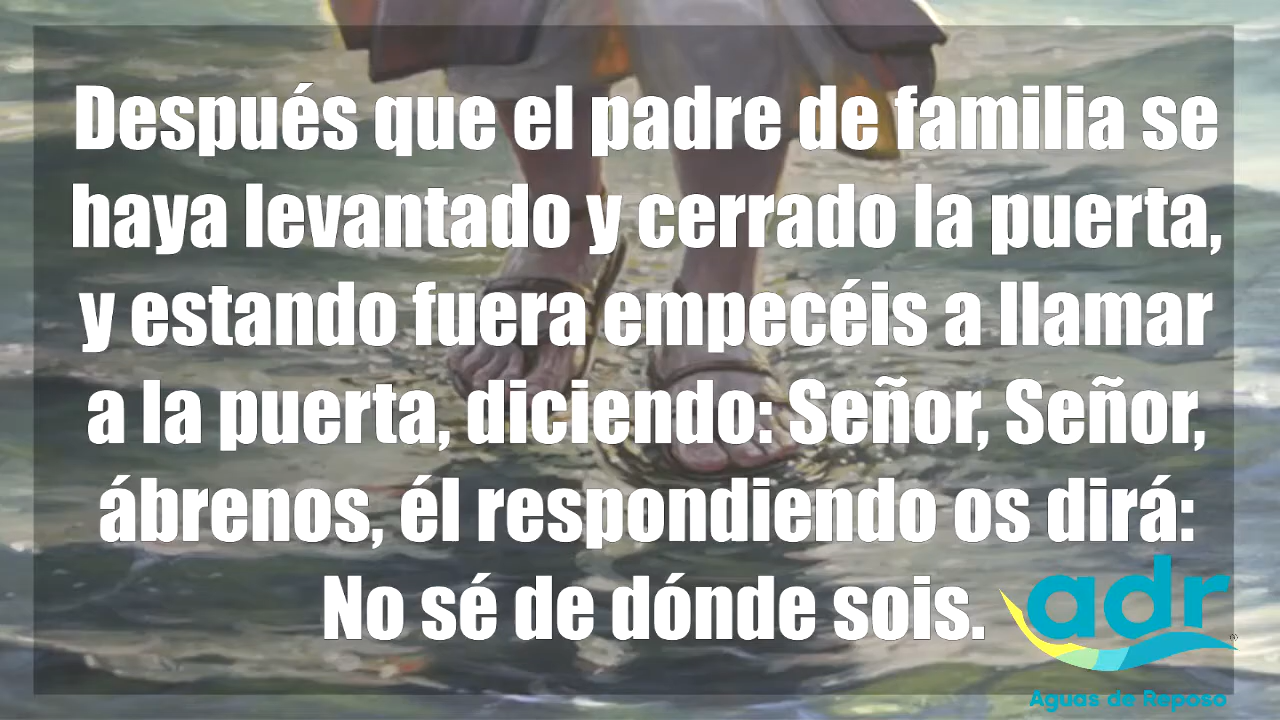 Después que el padre de familia se
haya levantado y cerrado la puerta,
y estando fuera empecéis a llamar
a la puerta, diciendo: Señor, Señor,
ábrenos, él respondiendo os dirá:
No sé de dónde sois.
adr
®
Aguas de Reposo